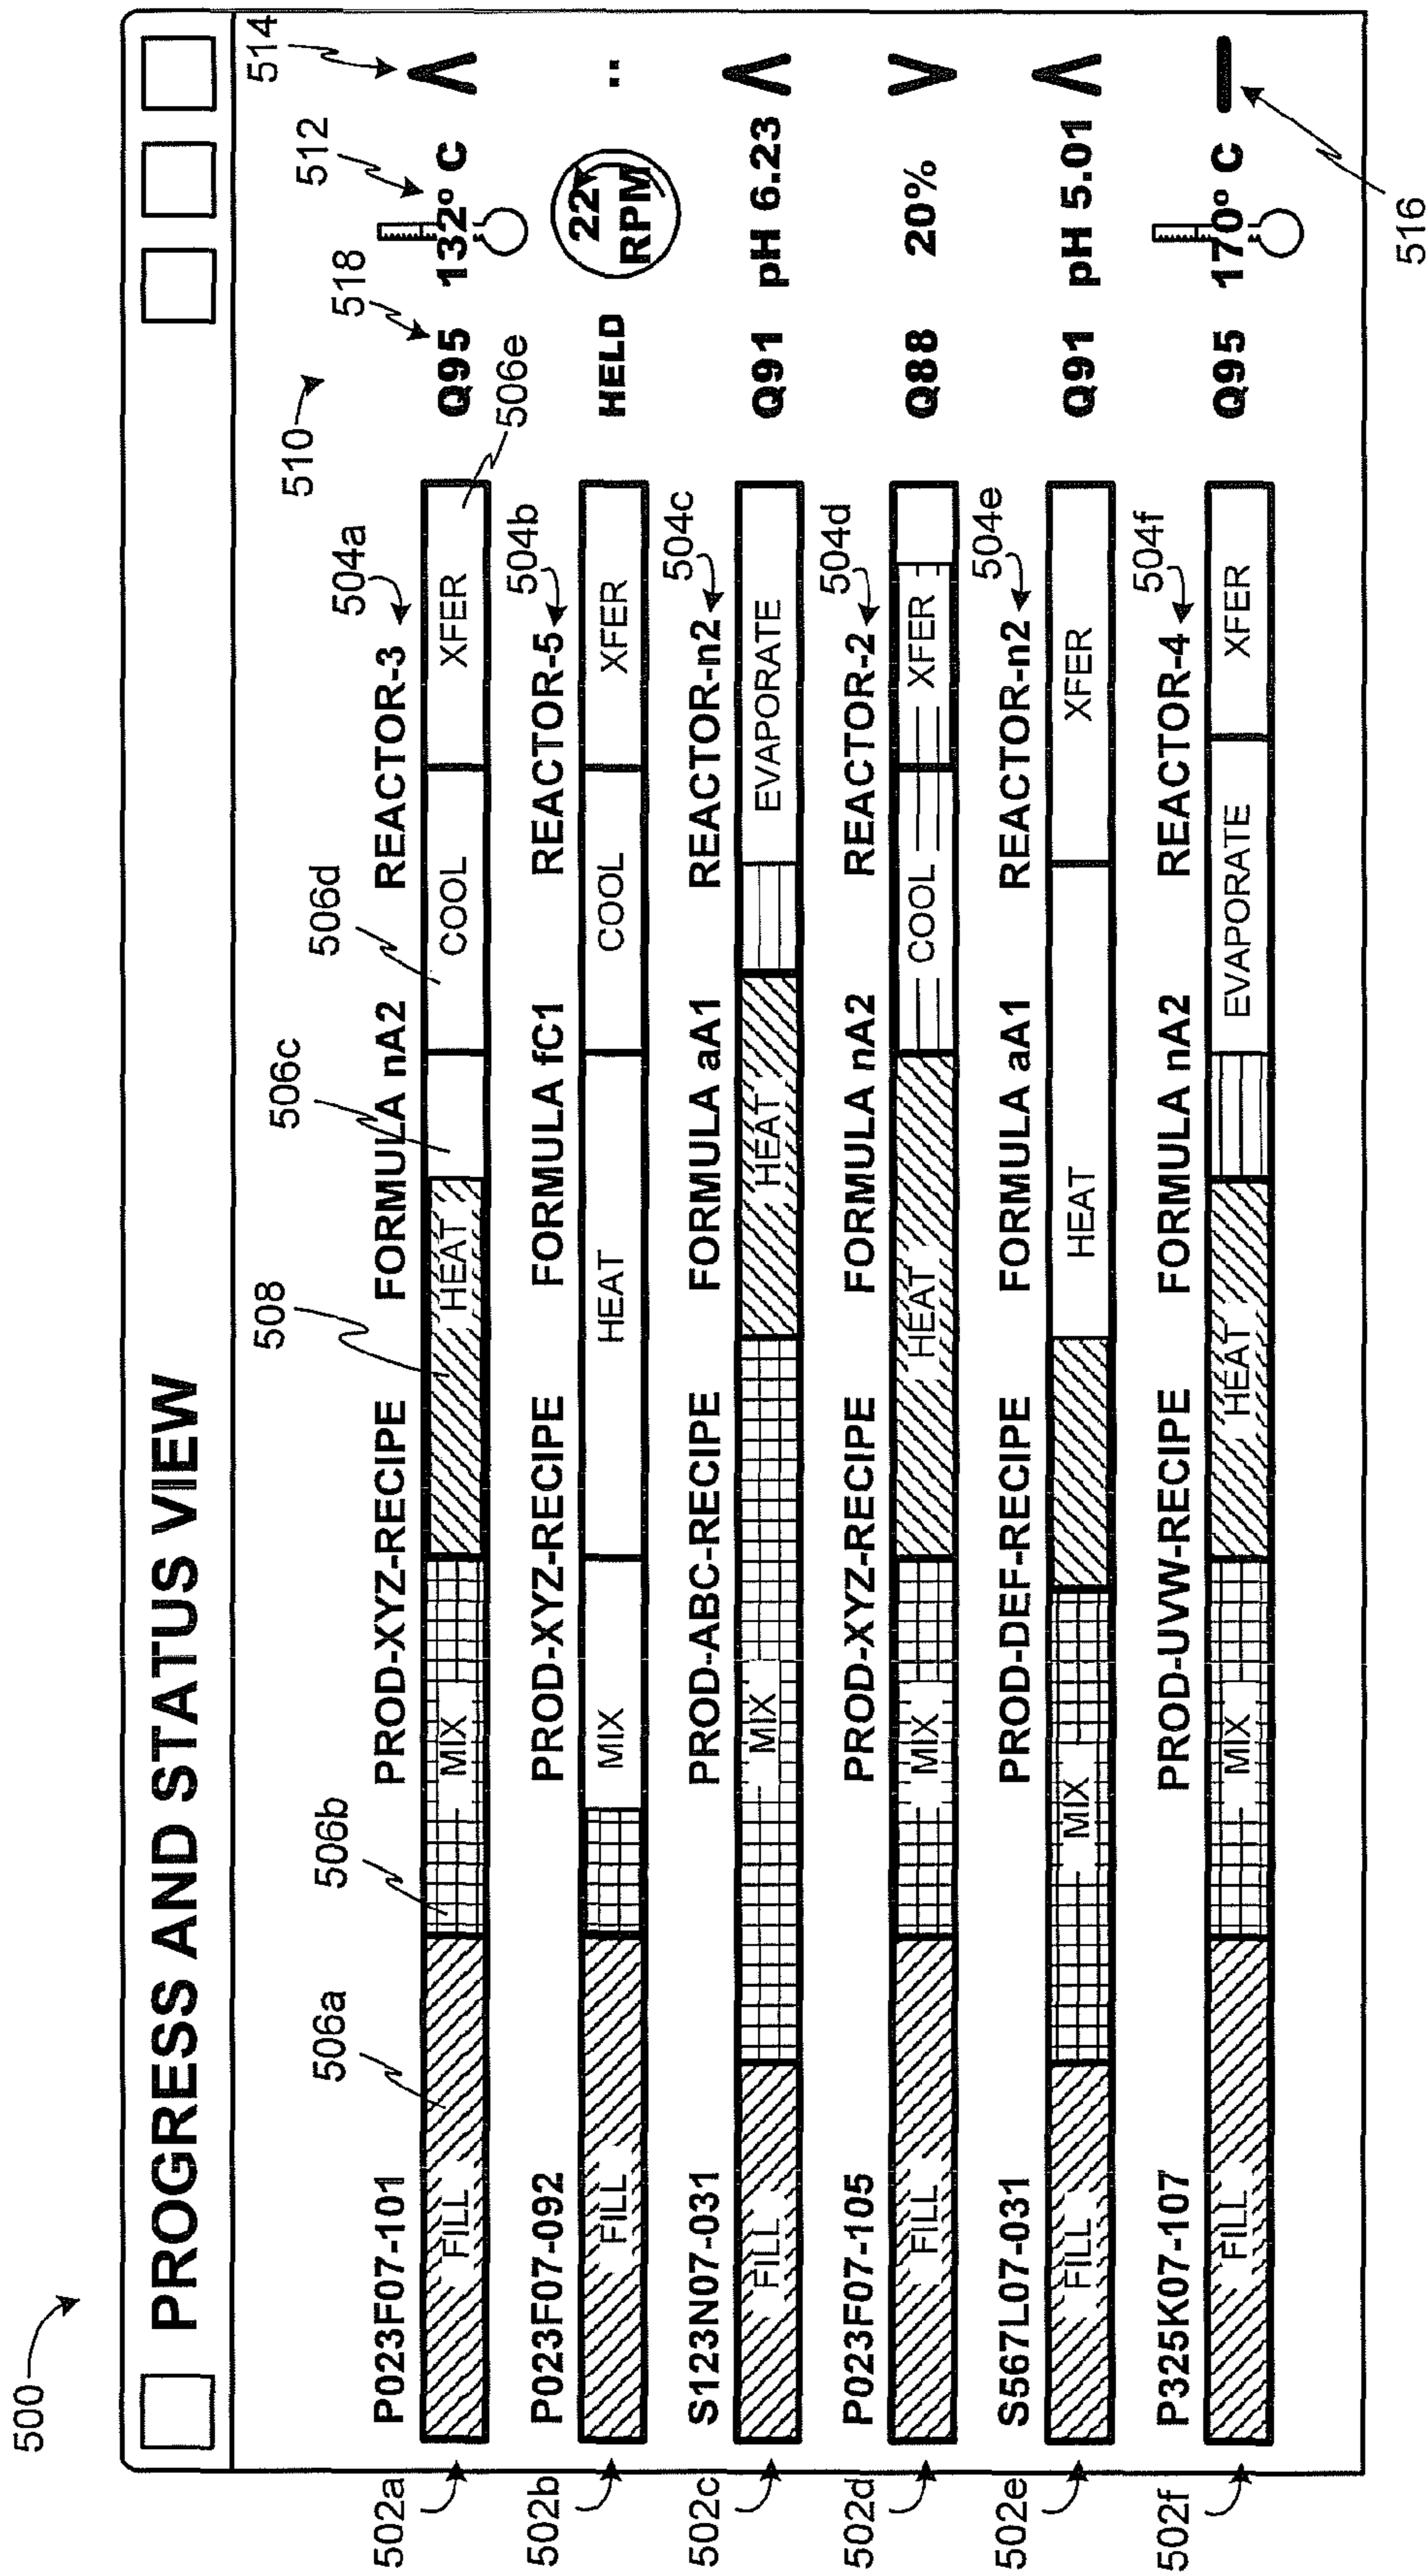 500
PROGRESS AND STATUS VIEW
510
518
512
514
502a
P023F07-101 PROD-XYZ-RECIPE FORMULA nA2 REACTOR-3 504a
506a 506b 508 506c 506d 506e
FILL MIX HEAT COOL XFER
Q95 132° C
502b
P023F07-092 PROD-XYZ-RECIPE FORMULA fC1 REACTOR-5 504b
FILL MIX HEAT COOL XFER
HELD 22 RPM ..
502c
S123N07-031 PROD-ABC-RECIPE FORMULA aA1 REACTOR-n2 504c
FILL MIX HEAT EVAPORATE
Q91 pH 6.23
502d
P023F07-105 PROD-XYZ-RECIPE FORMULA nA2 REACTOR-2 504d
FILL MIX HEAT COOL XFER
Q88 20%
502e
S567L07-031 PROD-DEF-RECIPE FORMULA aA1 REACTOR-n2 504e
FILL MIX HEAT XFER
Q91 pH 5.01
502f
P325K07-107 PROD-UVW-RECIPE FORMULA nA2 REACTOR-4 504f
FILL MIX HEAT EVAPORATE XFER
Q95 170° C
516